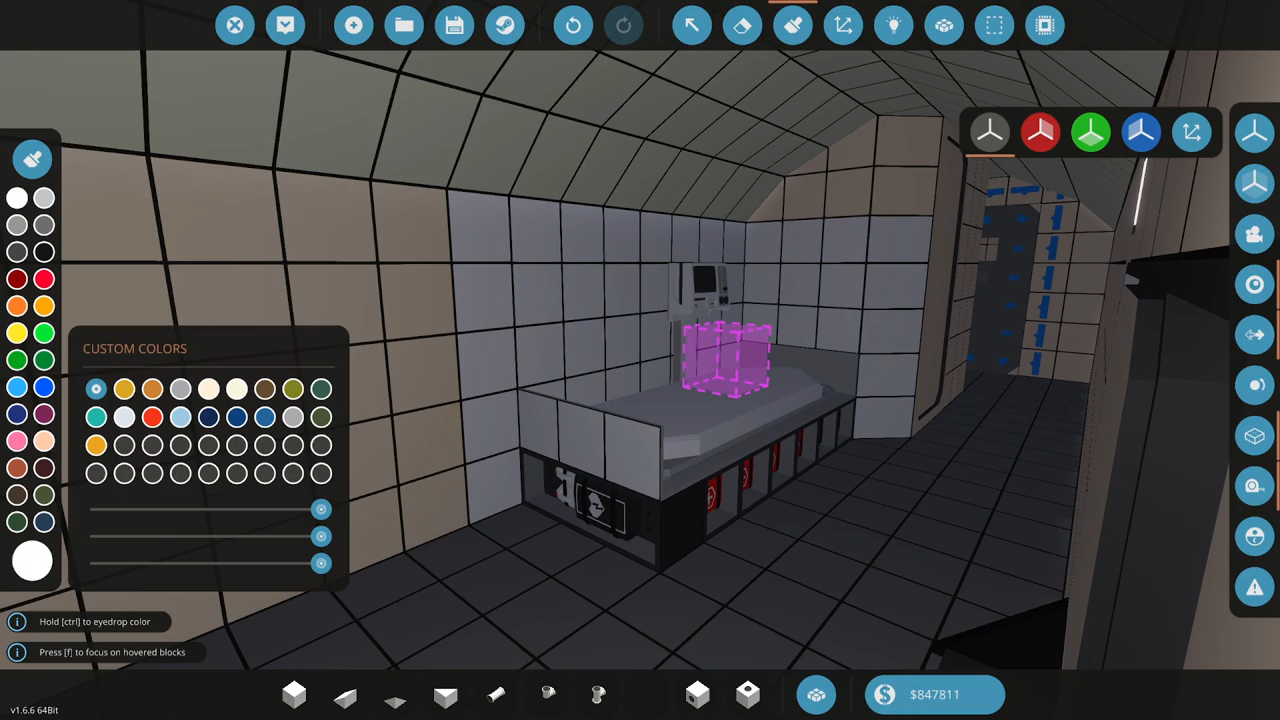 CUSTOM COLORS
Hold [ctrl] to eyedrop color
Press [f] to focus on hovered blocks
$847811
v1.6.6 64Bit